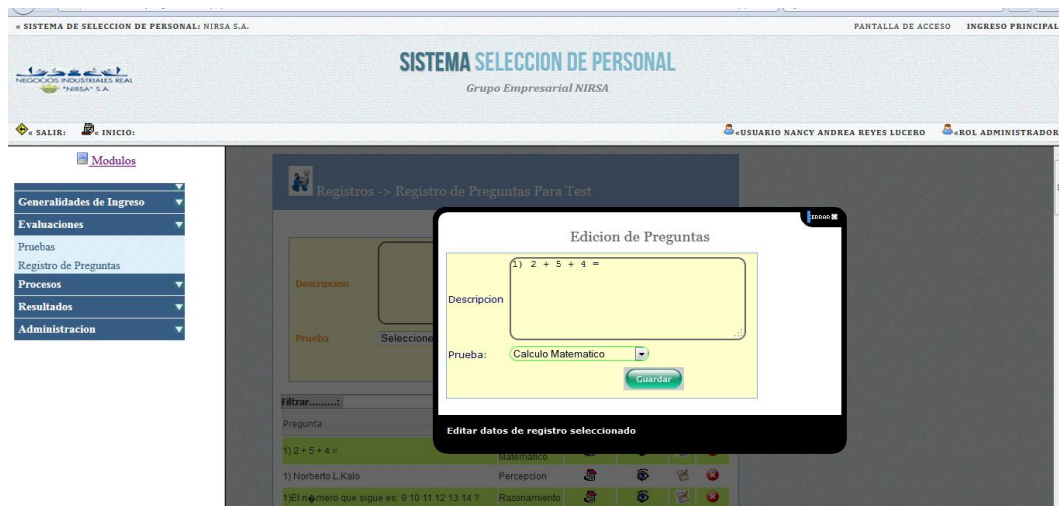 « SISTEMA DE SELECCION DE PERSONAL: NIRSA S.A.
PANTALLA DE ACCESO INGRESO PRINCIPAL
NEGOCIOS INDUSTRIALES REAL
"NIRSA" S.A.
SISTEMA SELECCION DE PERSONAL
Grupo Empresarial NIRSA
« SALIR: « INICIO:
«USUARIO NANCY ANDREA REYES LUCERO «ROL ADMINISTRADOR
Modulos
Generalidades de Ingreso
Evaluaciones
Pruebas
Registro de Preguntas
Procesos
Resultados
Administracion
Registros -> Registro de Preguntas Para Test
Descripcion
Prueba Seleccione
Filtrar.........:
Pregunta
1) 2 + 5 + 4 = Matematico
1) Norberto L.Kalo Percepcion
1)El n�mero que sigue es: 9 10 11 12 13 14 ? Razonamiento
ERRAR
Edicion de Preguntas
Descripcion
1) 2 + 5 + 4 =
Prueba: Calculo Matematico
Guardar
Editar datos de registro seleccionado